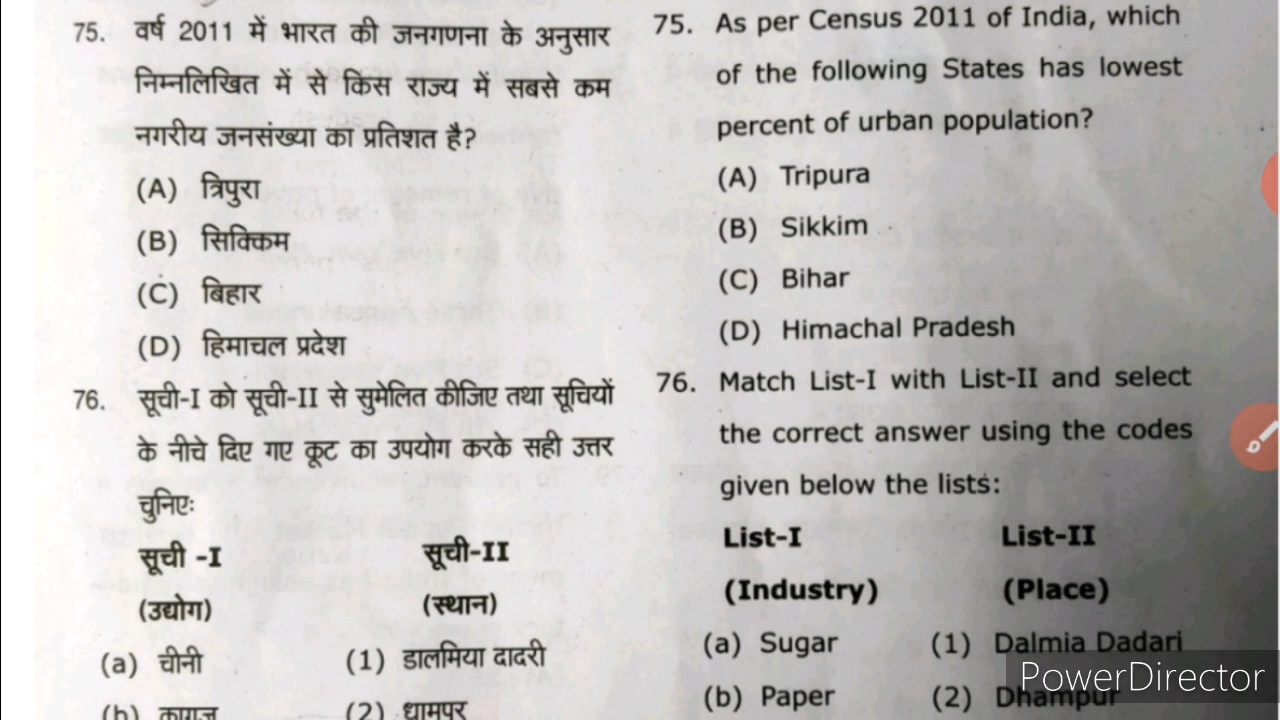 75. वर्ष 2011 में भारत की जनगणना के अनुसार
निम्नलिखित में से किस राज्य में सबसे कम
नगरीय जनसंख्या का प्रतिशत है?
(A) त्रिपुरा
(B) सिक्किम
(C) बिहार
(D) हिमाचल प्रदेश
76. सूची-I को सूची-II से सुमेलित कीजिए तथा सूचियों
के नीचे दिए गए कूट का उपयोग करके सही उत्तर
चुनिएः
सूची -I सूची-II
(उद्योग) (स्थान)
(a) चीनी (1) डालमिया दादरी
(b) कागज (2) धामपुर
75. As per Census 2011 of India, which
of the following States has lowest
percent of urban population?
(A) Tripura
(B) Sikkim
(C) Bihar
(D) Himachal Pradesh
76. Match List-I with List-II and select
the correct answer using the codes
given below the lists:
List-I List-II
(Industry) (Place)
(a) Sugar (1) Dalmia Dadari
(b) Paper (2) Dhampur
PowerDirector